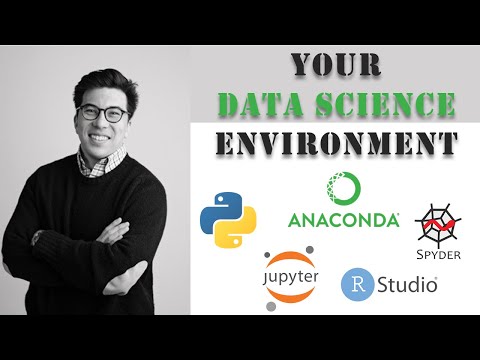 YOUR
DATA SCIENCE
ENVIRONMENT
ANACONDA®
SPYDER
jupyter
R Studio®